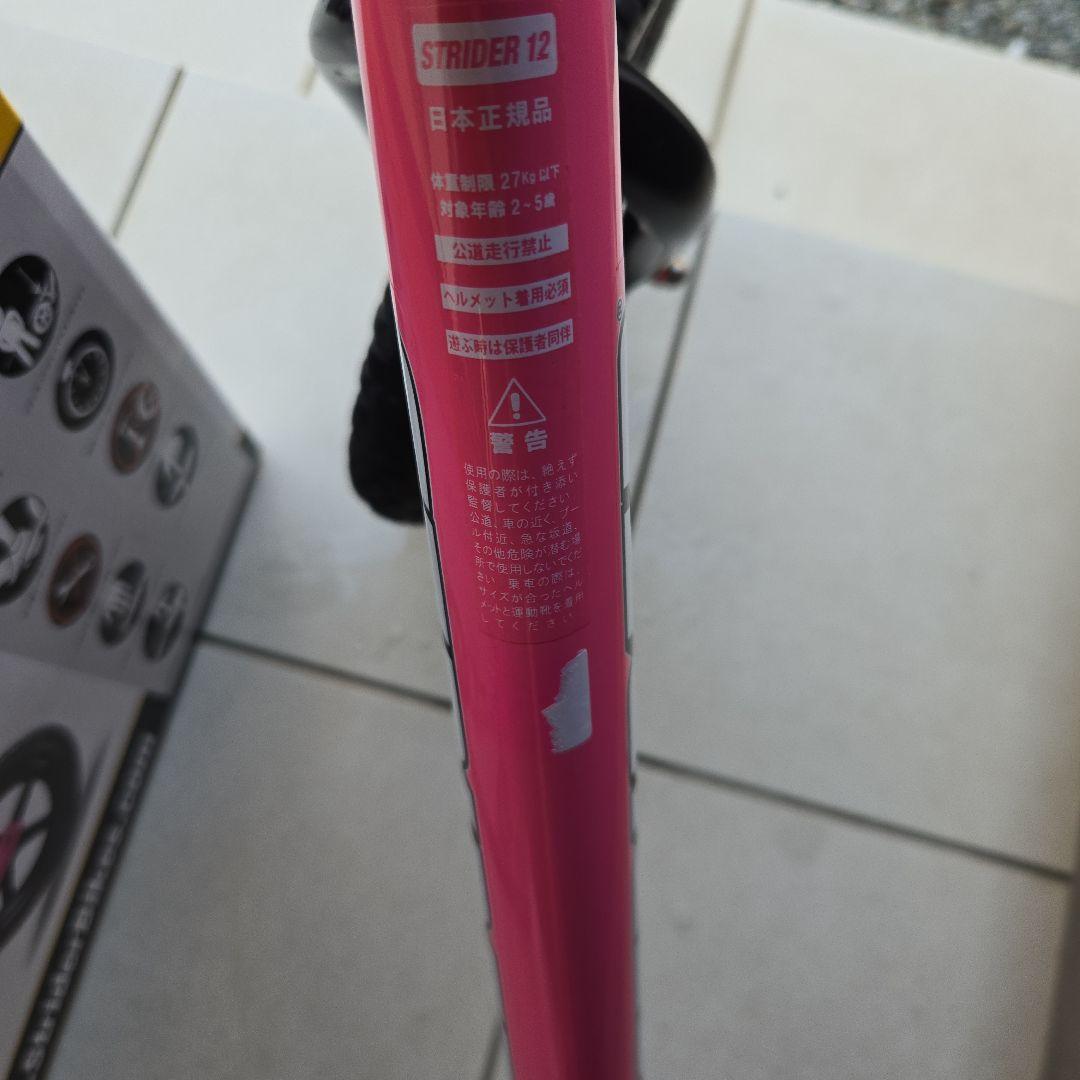 STRIDER 12
日本正規品
体重制限 27Kg 以下
対象年齢 2~5歳
公道走行禁止
ヘルメット着用必須
遊ぶ時は保護者同伴
警告
使用の際は、絶えず
保護者が付き添い
監督してください
公道、車の近く、プー
ル付近、急な坂道、
その他危険が潜む場
所で使用しないでくだ
さい 乗車の際は、
サイズが合ったヘル
メットと運動靴を着用
してください
StriderBikes.com